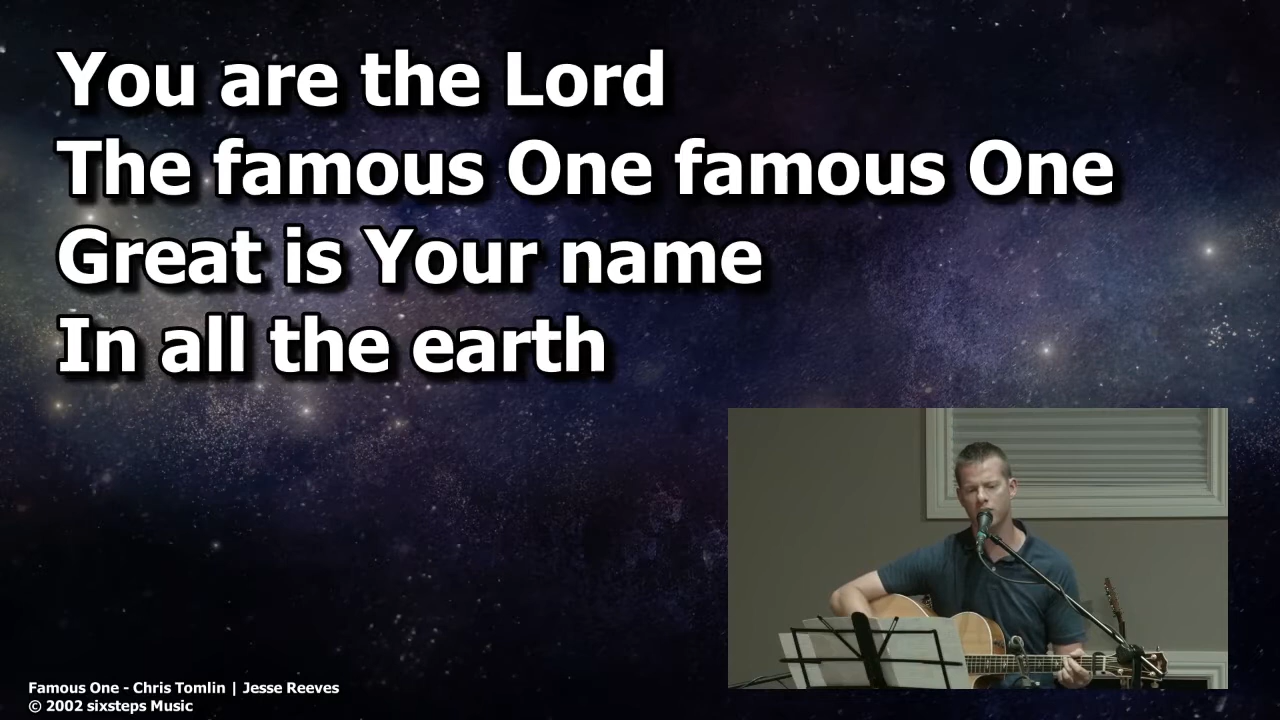 You are the Lord
The famous One famous One
Great is Your name
In all the earth
Famous One - Chris Tomlin | Jesse Reeves
© 2002 sixsteps Music